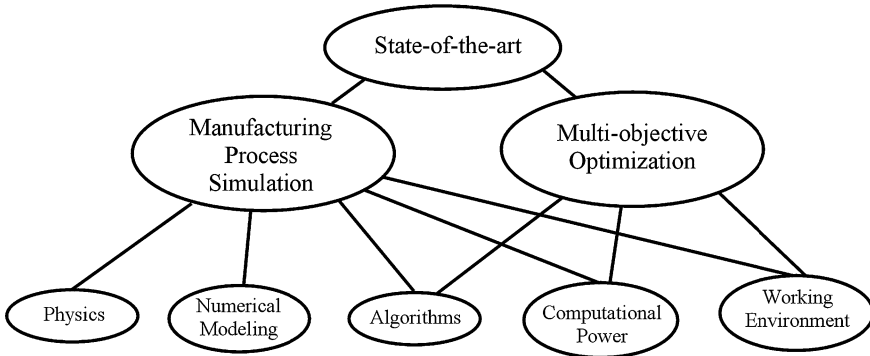 State-of-the-art
Manufacturing
Process
Simulation
Multi-objective
Optimization
Physics
Numerical
Modeling
Algorithms
Computational
Power
Working
Environment